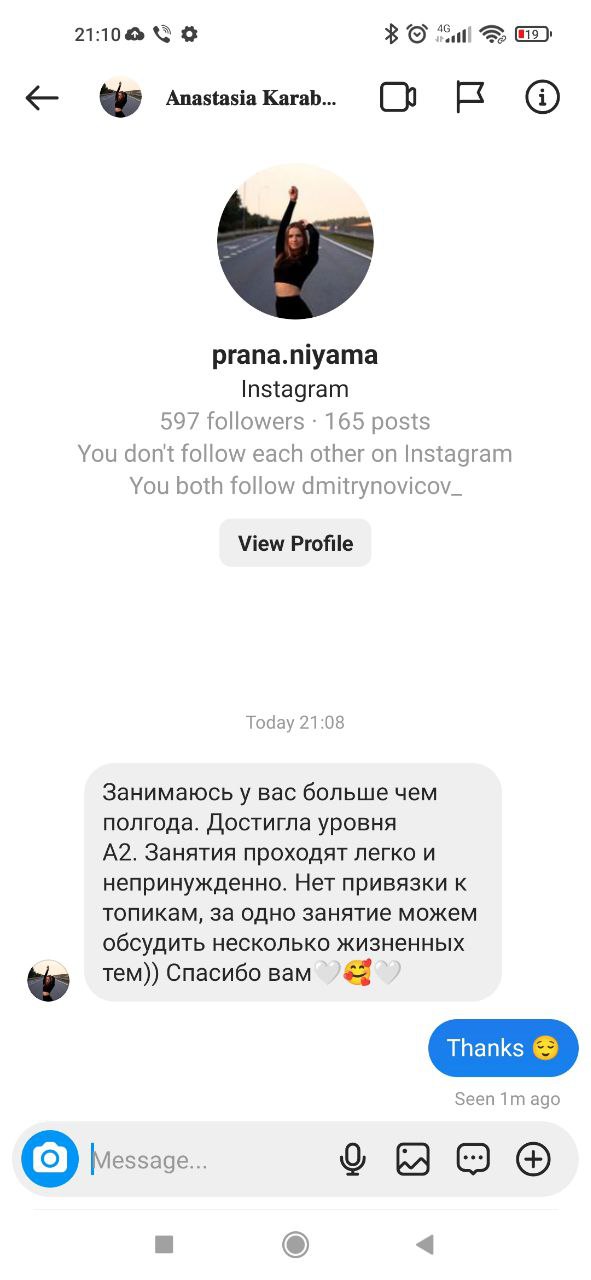 21:10
4G
19
Anastasia Karab...
prana.niyama
Instagram
597 followers · 165 posts
You don't follow each other on Instagram
You both follow dmitrynovicov_
View Profile
Today 21:08
Занимаюсь у вас больше чем
полгода. Достигла уровня
А2. Занятия проходят легко и
непринужденно. Нет привязки к
топикам, за одно занятие можем
обсудить несколько жизненных
тем)) Спасибо вам🤍🥰🤍
Thanks 😌
Seen 1m ago
Message...